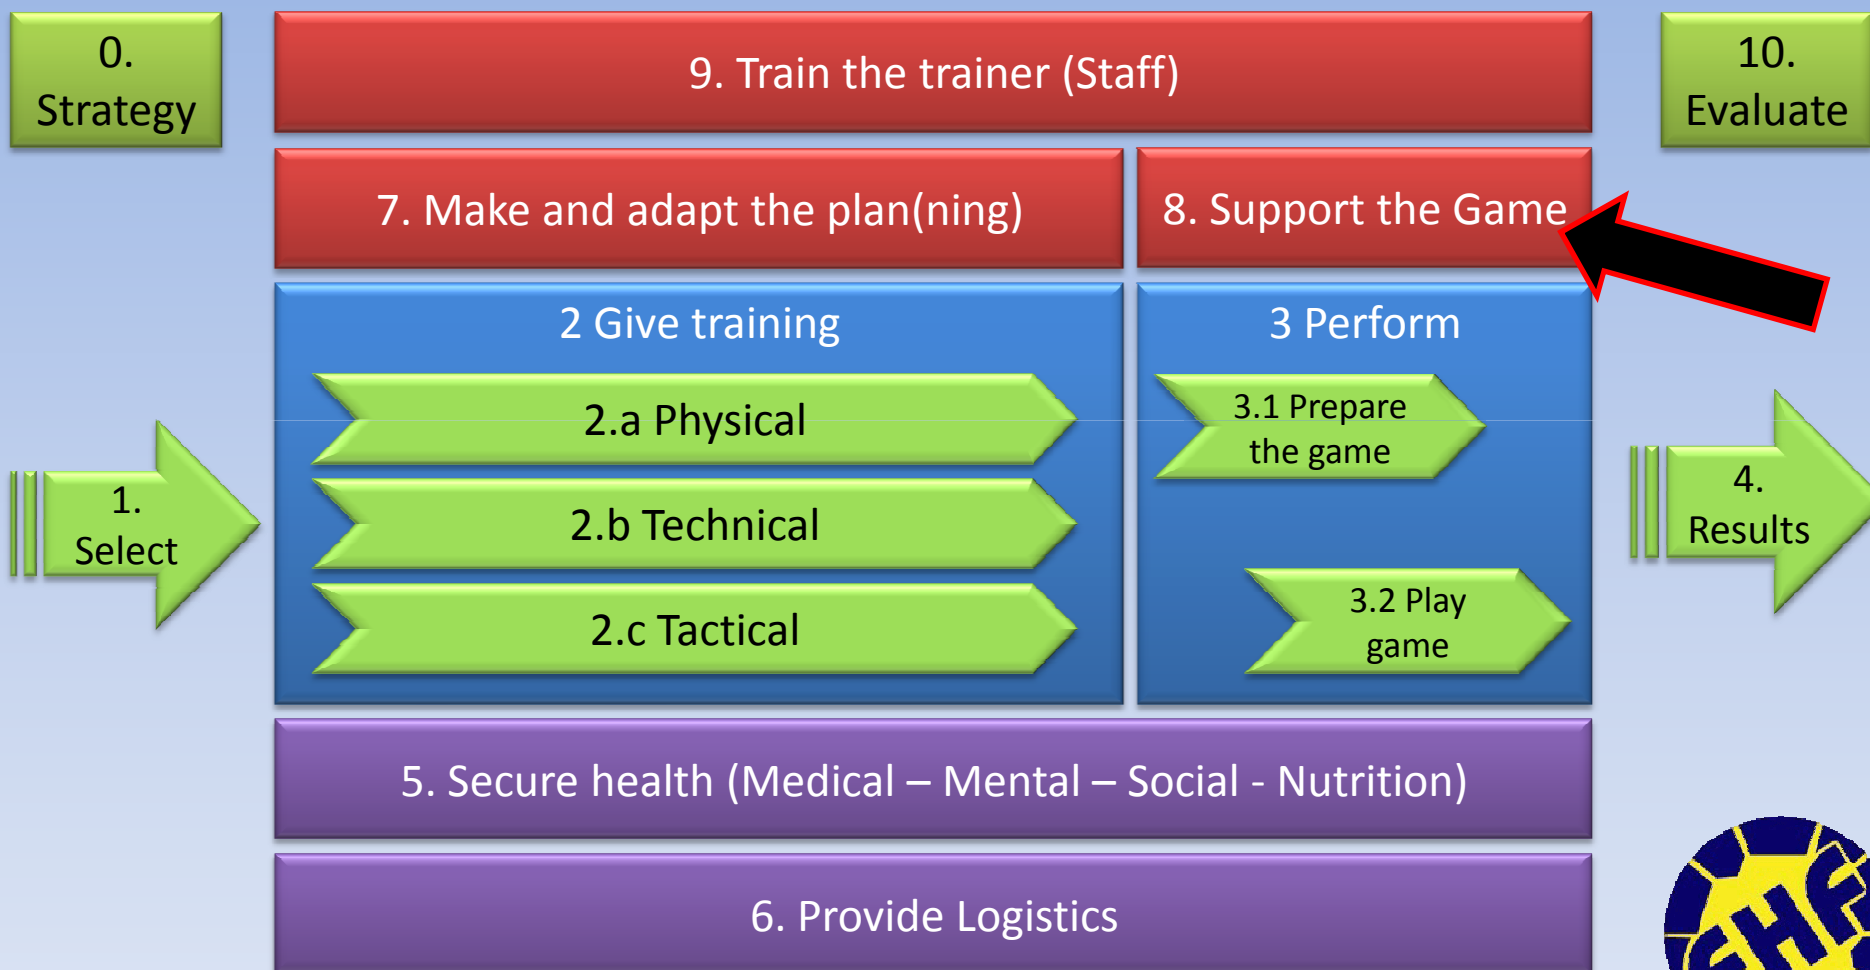 0.
Strategy
9. Train the trainer (Staff)
10.
Evaluate
7. Make and adapt the plan(ning)
8. Support the Game
2 Give training
3 Perform
2.a Physical
3.1 Prepare
the game
1.
Select
2.b Technical
4.
Results
2.c Tactical
3.2 Play
game
5. Secure health (Medical – Mental – Social - Nutrition)
6. Provide Logistics
EHF